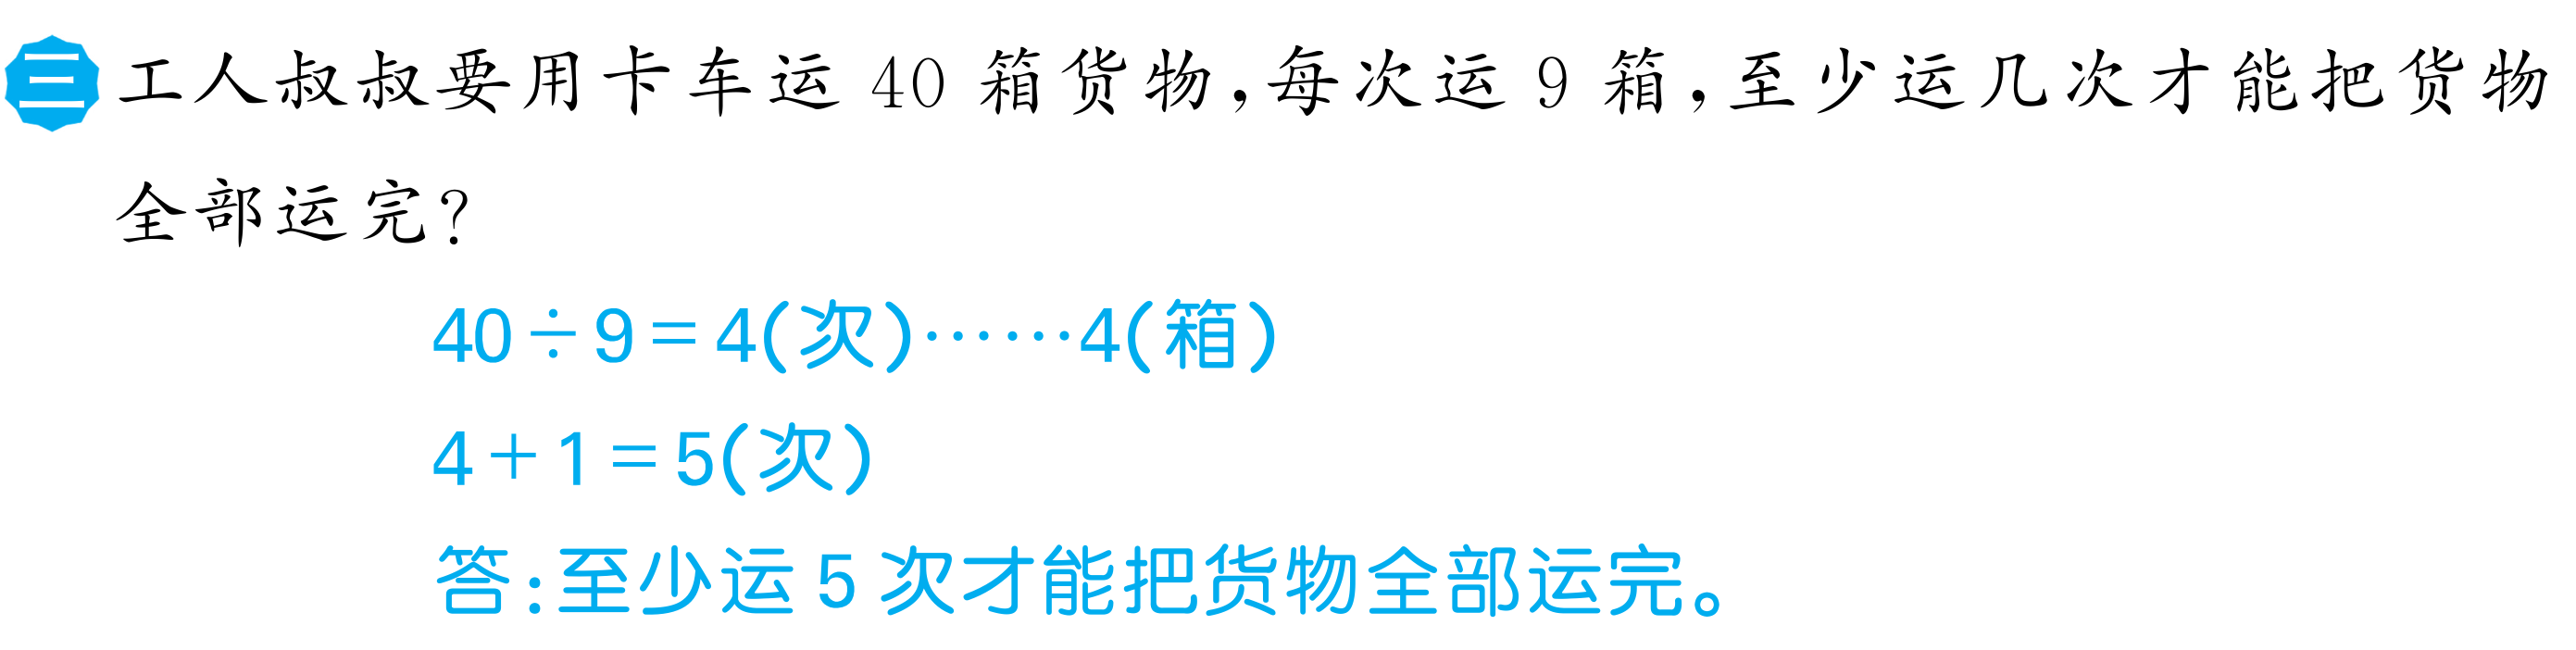 三 工人叔叔要用卡车运 40 箱货物,每次运 9 箱,至少运几次才能把货物
全部运完?
40÷9=4(次)……4(箱)
4+1=5(次)
答:至少运 5 次才能把货物全部运完。